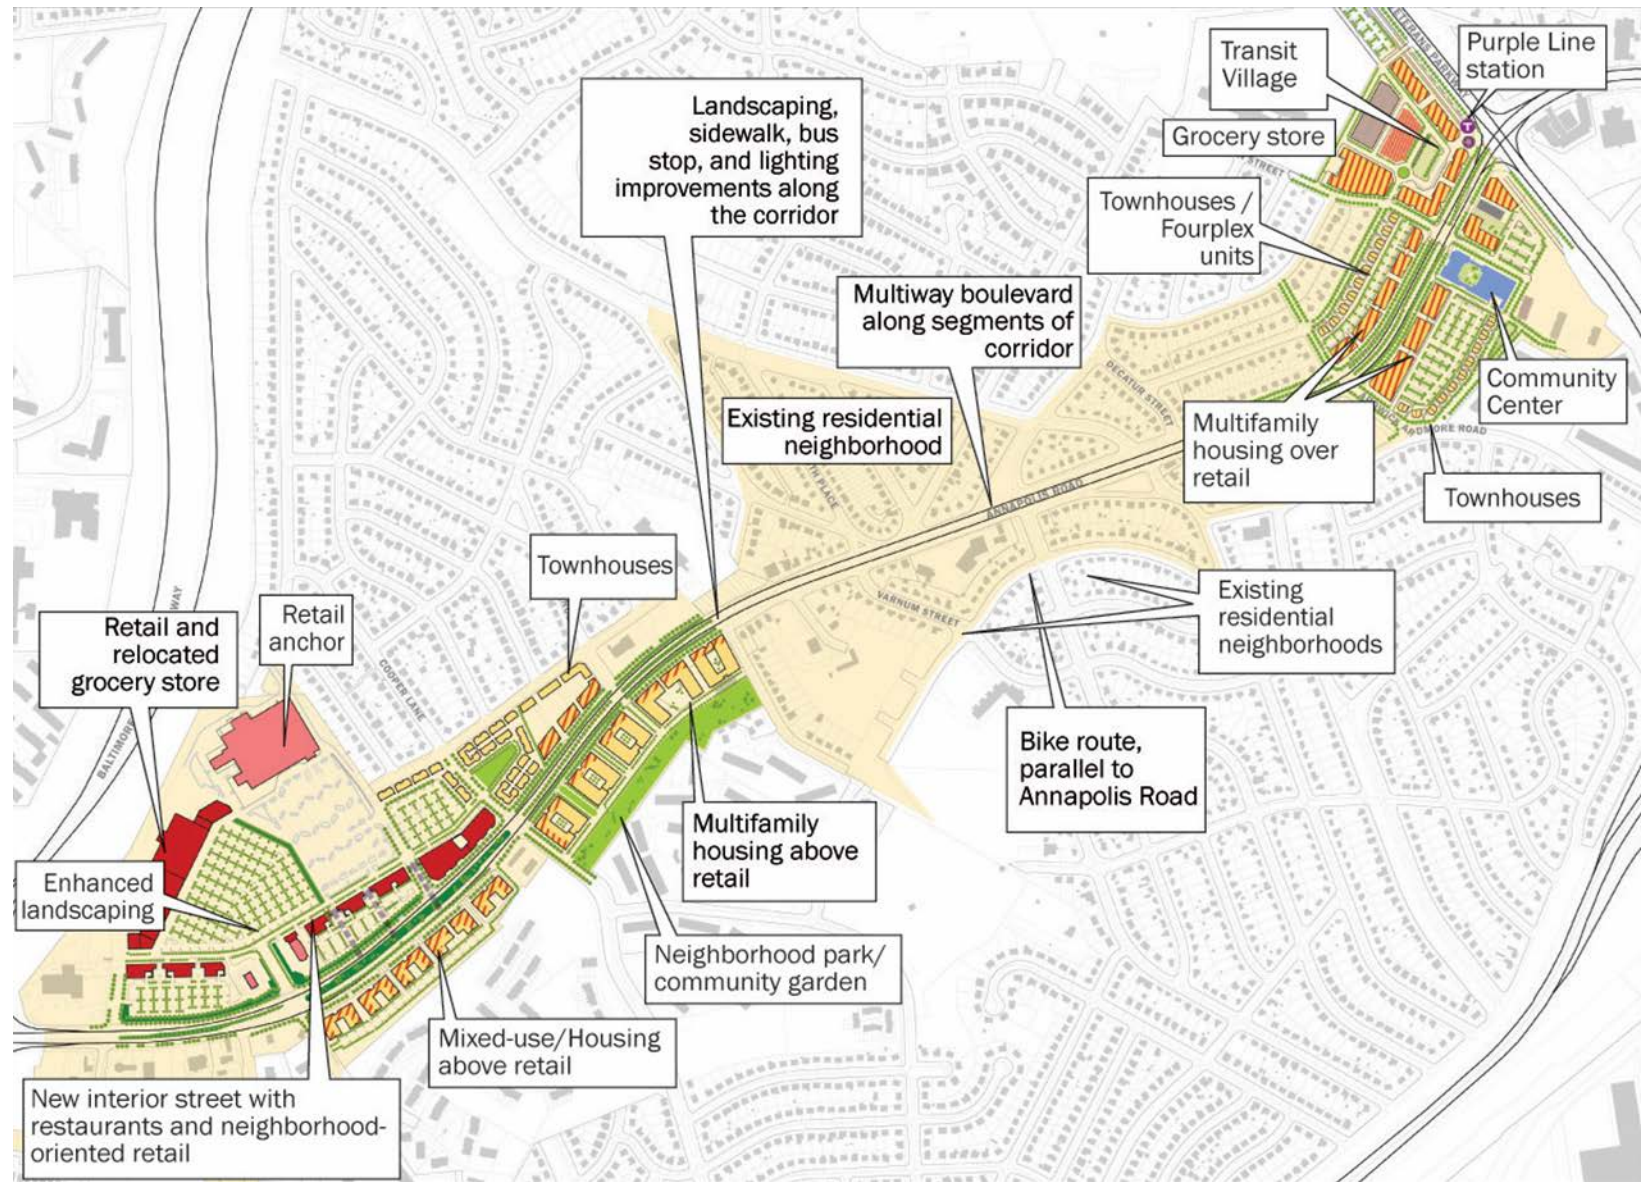 Transit
Village
Purple Line
station
Grocery store
Townhouses /
Fourplex
units
Landscaping,
sidewalk, bus
stop, and lighting
improvements along
the corridor
Multiway boulevard
along segments of
corridor
Existing residential
neighborhood
DECATUR STREET
Community
Center
Multifamily
housing over
retail
ARDMORE ROAD
Townhouses
ANNAPOLIS ROAD
Townhouses
VARNUM STREET
Existing
residential
neighborhoods
Retail
anchor
Retail and
relocated
grocery store
COOPER LANE
BALTIMORE
WAY
Bike route,
parallel to
Annapolis Road
Multifamily
housing above
retail
Enhanced
landscaping
Neighborhood park/
community garden
Mixed-use/Housing
above retail
New interior street with
restaurants and neighborhood-
oriented retail